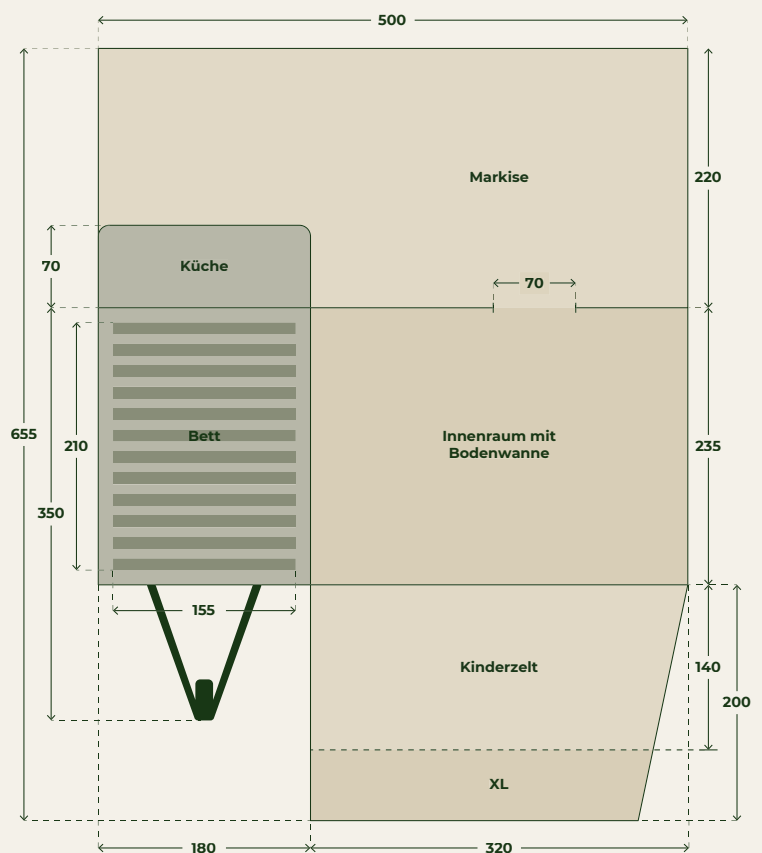 500
Markise
220
Küche
70
70
655
210
Bett
Innenraum mit
Bodenwanne
235
350
155
Kinderzelt
140
200
XL
180
320